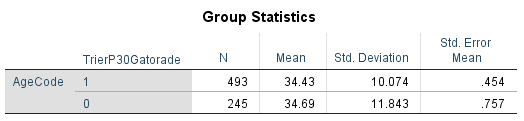 Group Statistics
TrierP30Gatorade N Mean Std. Deviation Std. Error Mean
AgeCode 1 493 34.43 10.074 .454
0 245 34.69 11.843 .757